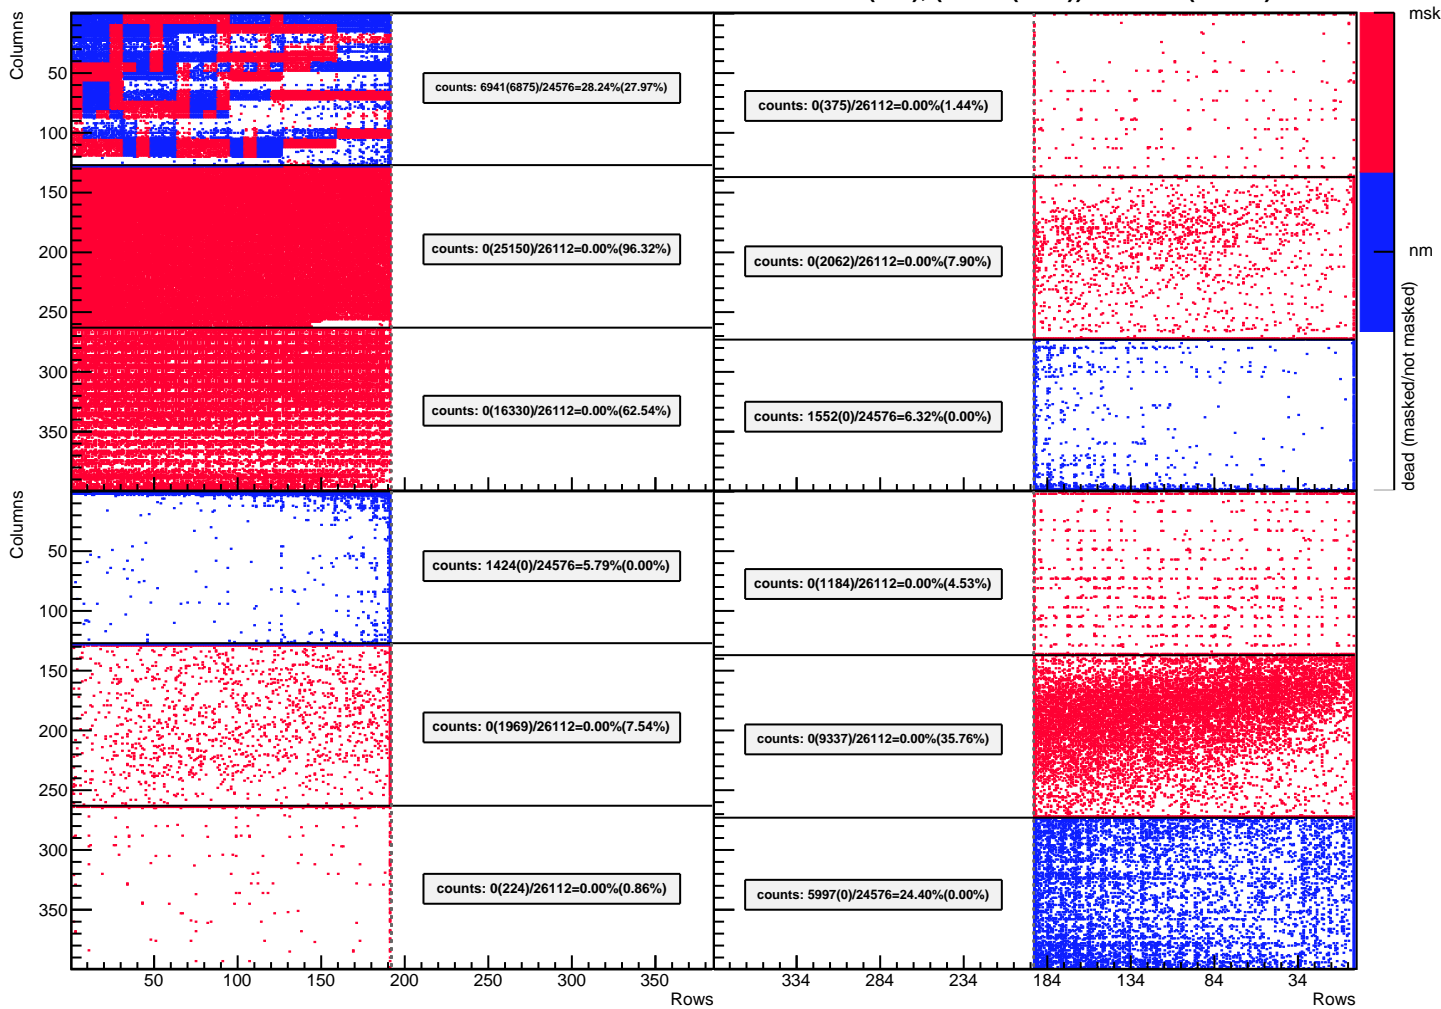 msk
Columns
50
counts: 6941(6875)/24576=28.24%(27.97%)
counts: 0(375)/26112=0.00%(1.44%)
100
150
200
counts: 0(25150)/26112=0.00%(96.32%)
counts: 0(2062)/26112=0.00%(7.90%)
nm
250
300
counts: 0(16330)/26112=0.00%(62.54%)
counts: 1552(0)/24576=6.32%(0.00%)
350
dead (masked/not masked)
Columns
50
counts: 1424(0)/24576=5.79%(0.00%)
counts: 0(1184)/26112=0.00%(4.53%)
100
150
200
counts: 0(1969)/26112=0.00%(7.54%)
counts: 0(9337)/26112=0.00%(35.76%)
250
300
counts: 0(224)/26112=0.00%(0.86%)
counts: 5997(0)/24576=24.40%(0.00%)
350
50 100 150 200 250 300 350 334 284 234 184 134 84 34
Rows Rows